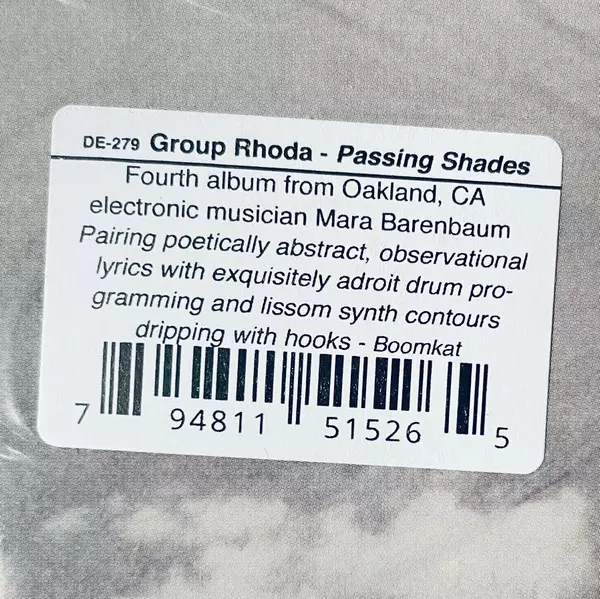 DE-279 Group Rhoda - Passing Shades
Fourth album from Oakland, CA
electronic musician Mara Barenbaum
Pairing poetically abstract, observational
lyrics with exquisitely adroit drum pro-
gramming and lissom synth contours
dripping with hooks - Boomkat
7 94811 51526 5